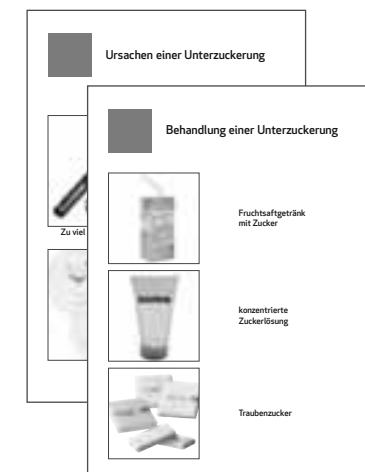 Ursachen einer Unterzuckerung
Zu viel
Behandlung einer Unterzuckerung
Fruchtsaftgetränk
mit Zucker
konzentrierte
Zuckerlösung
Traubenzucker